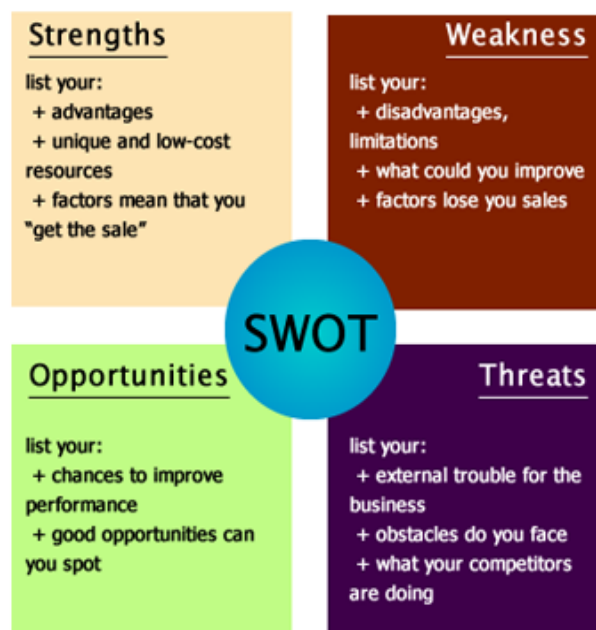 Strengths
list your:
+ advantages
+ unique and low-cost
resources
+ factors mean that you
“get the sale”
Weakness
list your:
+ disadvantages,
limitations
+ what could you improve
+ factors lose you sales
SWOT
Opportunities
list your:
+ chances to improve
performance
+ good opportunities can
you spot
Threats
list your:
+ external trouble for the
business
+ obstacles do you face
+ what your competitors
are doing